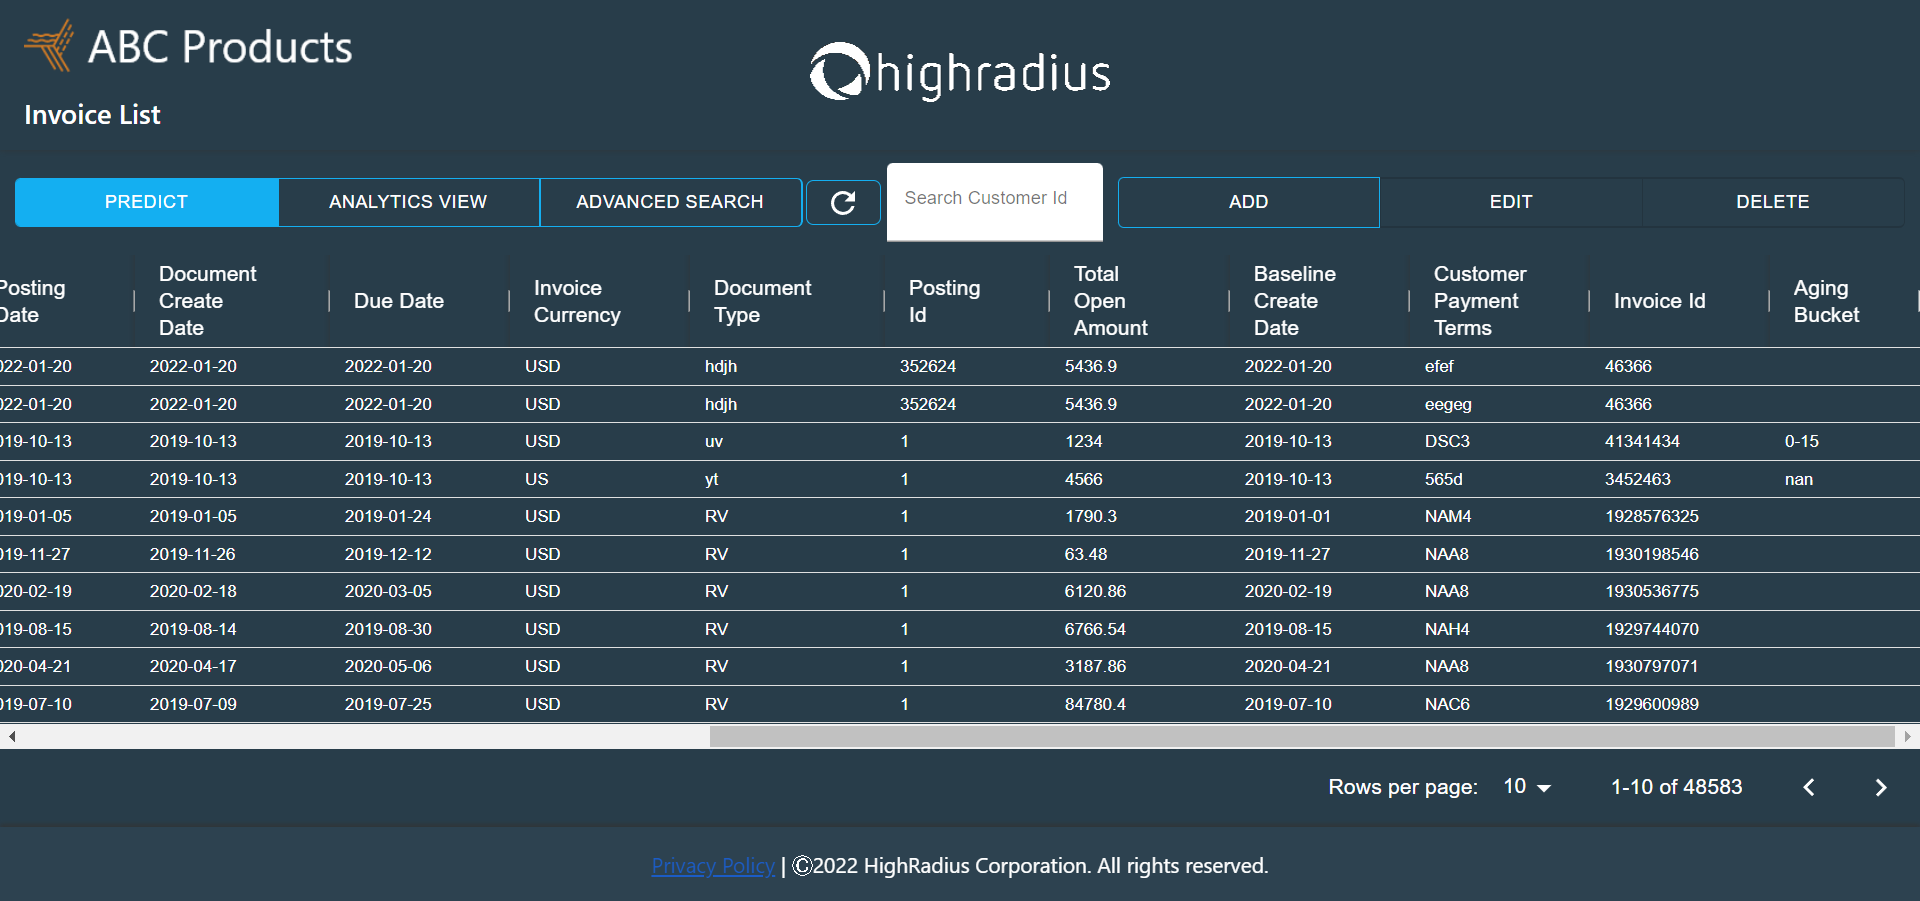 ABC Products
highradius
Invoice List
PREDICT ANALYTICS VIEW ADVANCED SEARCH Search Customer Id ADD EDIT DELETE
Posting Date Document Create Date Due Date Invoice Currency Document Type Posting Id Total Open Amount Baseline Create Date Customer Payment Terms Invoice Id Aging Bucket
022-01-20 2022-01-20 2022-01-20 USD hdjh 352624 5436.9 2022-01-20 efef 46366
022-01-20 2022-01-20 2022-01-20 USD hdjh 352624 5436.9 2022-01-20 eegeg 46366
019-10-13 2019-10-13 2019-10-13 USD uv 1 1234 2019-10-13 DSC3 41341434 0-15
019-10-13 2019-10-13 2019-10-13 US yt 1 4566 2019-10-13 565d 3452463 nan
019-01-05 2019-01-05 2019-01-24 USD RV 1 1790.3 2019-01-01 NAM4 1928576325
019-11-27 2019-11-26 2019-12-12 USD RV 1 63.48 2019-11-27 NAA8 1930198546
020-02-19 2020-02-18 2020-03-05 USD RV 1 6120.86 2020-02-19 NAA8 1930536775
019-08-15 2019-08-14 2019-08-30 USD RV 1 6766.54 2019-08-15 NAH4 1929744070
020-04-21 2020-04-17 2020-05-06 USD RV 1 3187.86 2020-04-21 NAA8 1930797071
019-07-10 2019-07-09 2019-07-25 USD RV 1 84780.4 2019-07-10 NAC6 1929600989
Rows per page: 10 1-10 of 48583
Privacy Policy | ©2022 HighRadius Corporation. All rights reserved.